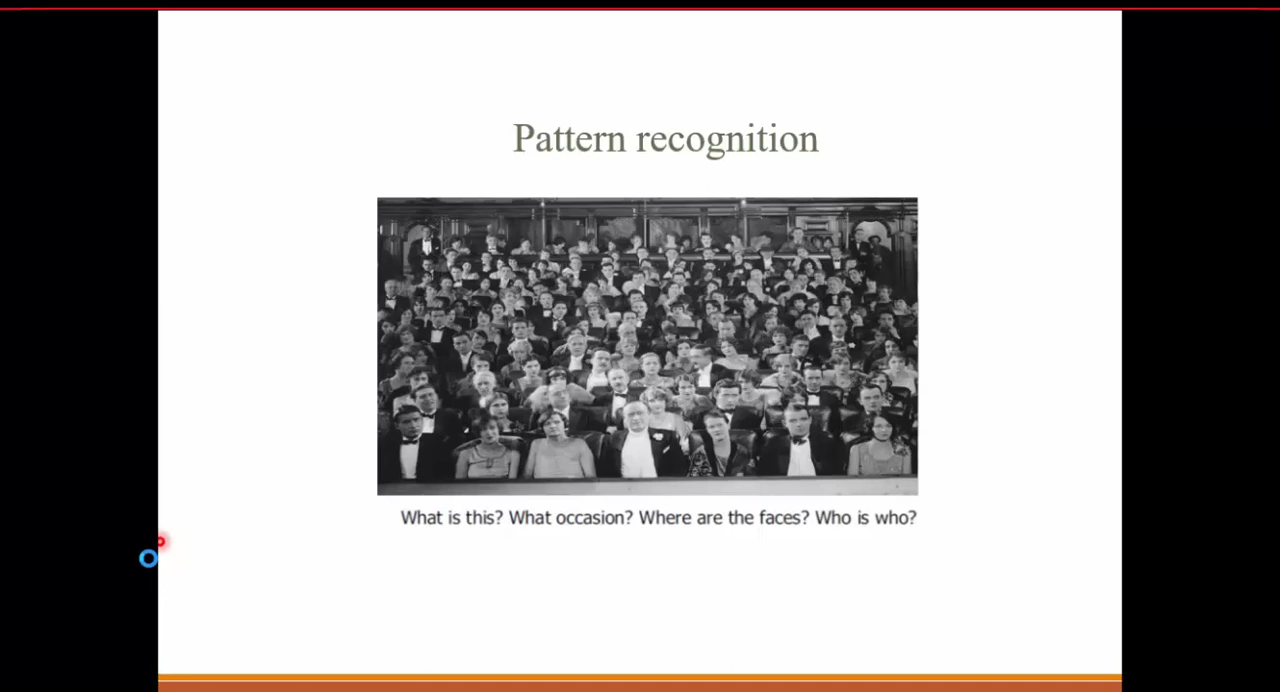 Pattern recognition
What is this? What occasion? Where are the faces? Who is who?